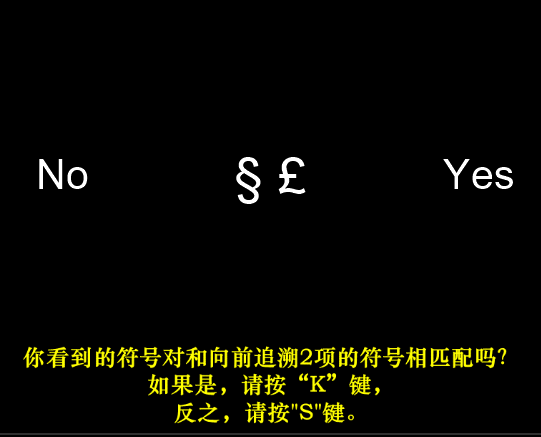 No § £ Yes
你看到的符号对和向前追溯2项的符号相匹配吗?
如果是，请按“K”键，
反之，请按"S"键。